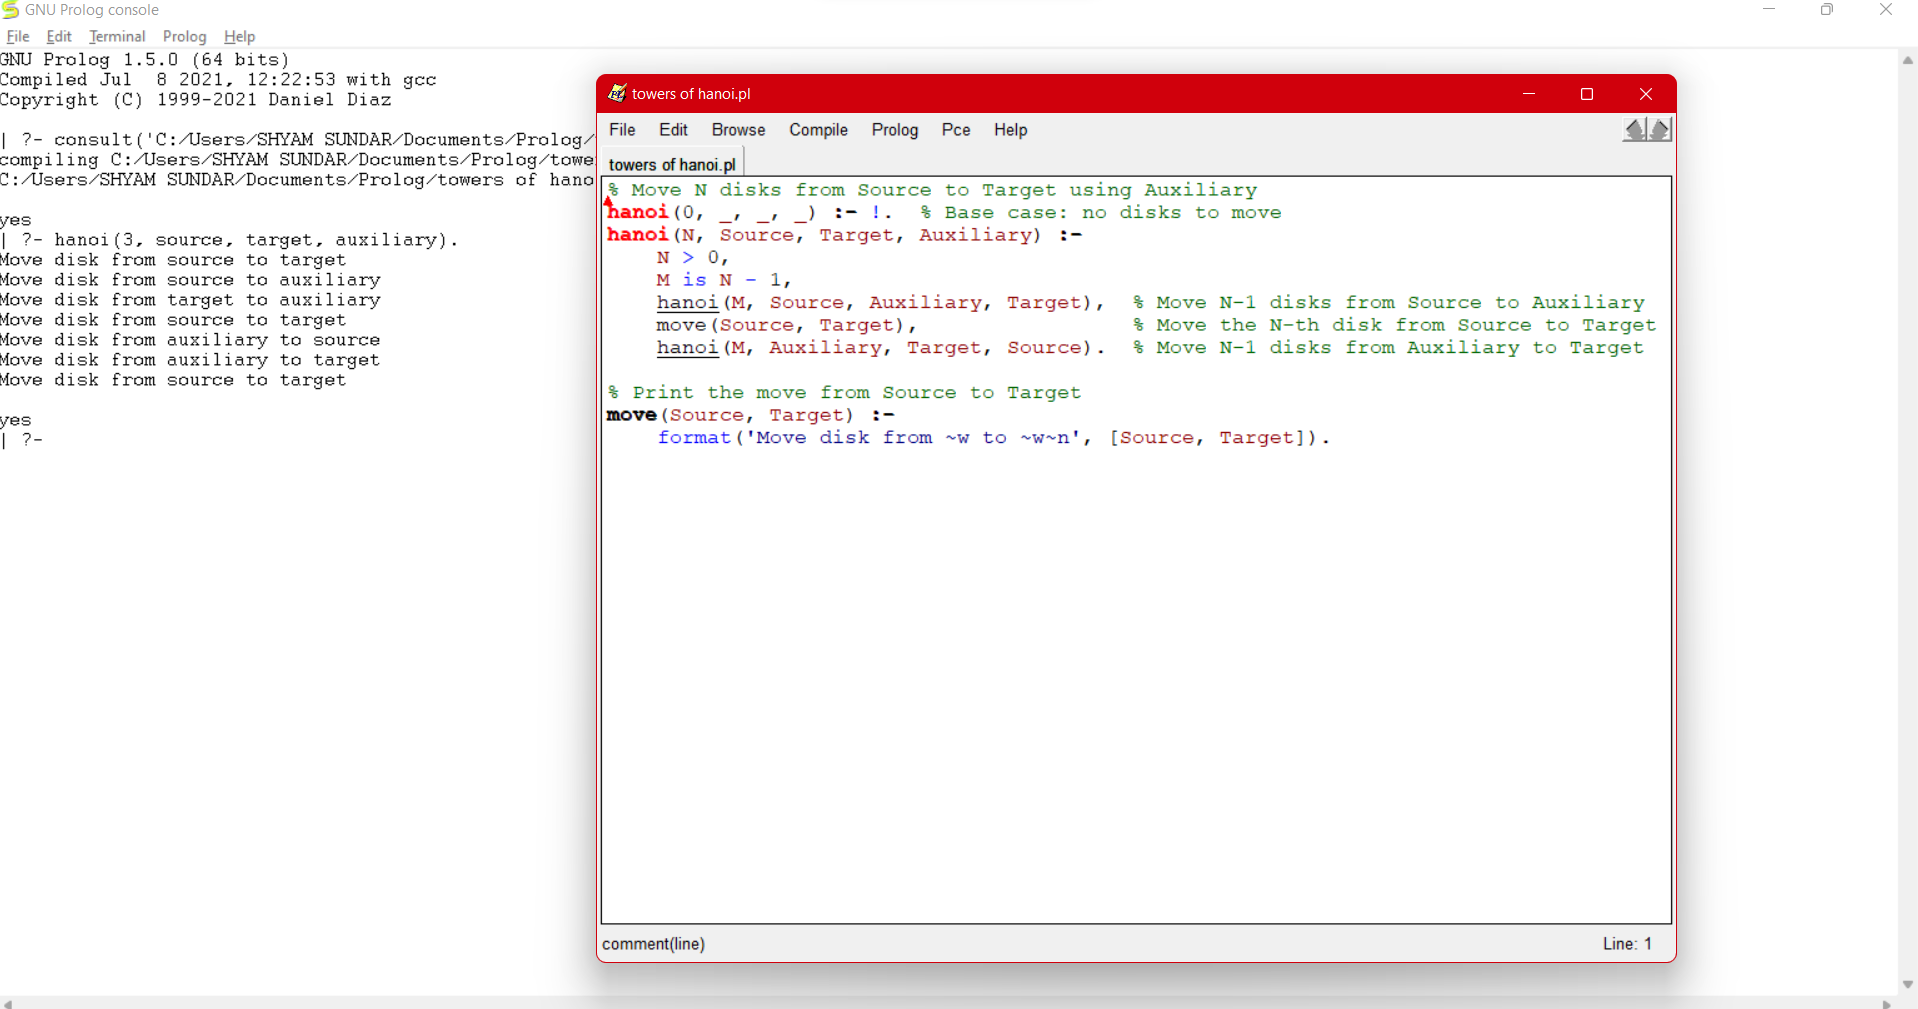 GNU Prolog console
File Edit Terminal Prolog Help
GNU Prolog 1.5.0 (64 bits)
Compiled Jul  8 2021, 12:22:53 with gcc
Copyright (C) 1999-2021 Daniel Diaz
| ?- consult('C:/Users/SHYAM SUNDAR/Documents/Prolog/
compiling C:/Users/SHYAM SUNDAR/Documents/Prolog/towe
C:/Users/SHYAM SUNDAR/Documents/Prolog/towers of hano
yes
| ?- hanoi(3, source, target, auxiliary).
Move disk from source to target
Move disk from source to auxiliary
Move disk from target to auxiliary
Move disk from source to target
Move disk from auxiliary to source
Move disk from auxiliary to target
Move disk from source to target
yes
| ?-
towers of hanoi.pl
File Edit Browse Compile Prolog Pce Help
towers of hanoi.pl
% Move N disks from Source to Target using Auxiliary
hanoi(0, _, _, _) :- !.  % Base case: no disks to move
hanoi(N, Source, Target, Auxiliary) :-
    N > 0,
    M is N - 1,
    hanoi(M, Source, Auxiliary, Target),  % Move N-1 disks from Source to Auxiliary
    move(Source, Target),                 % Move the N-th disk from Source to Target
    hanoi(M, Auxiliary, Target, Source).  % Move N-1 disks from Auxiliary to Target
% Print the move from Source to Target
move(Source, Target) :-
    format('Move disk from ~w to ~w~n', [Source, Target]).
comment(line)
Line: 1